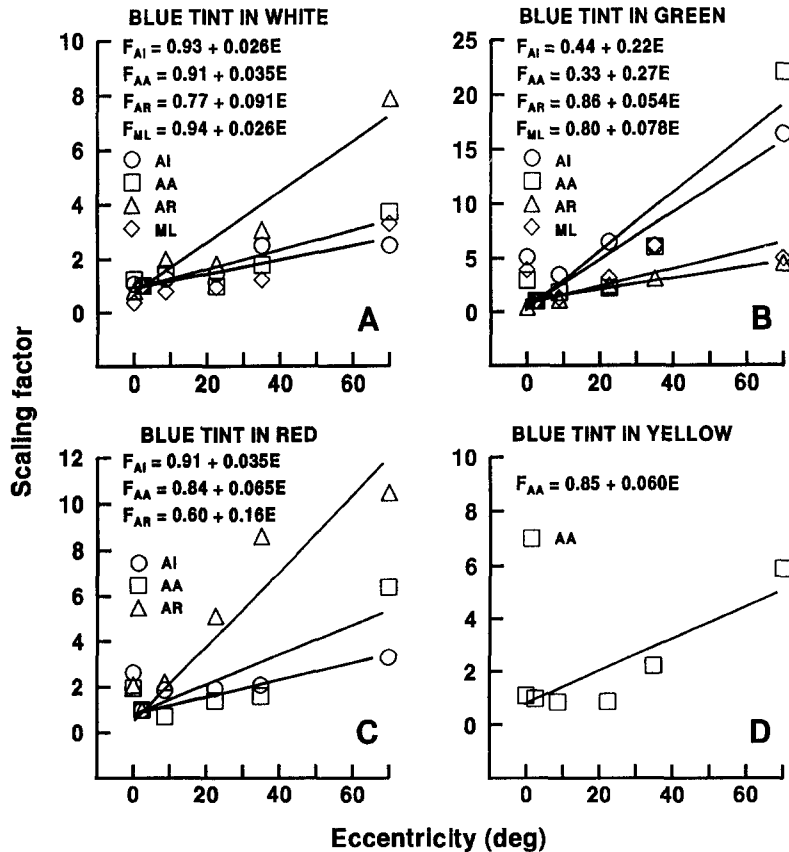 BLUE TINT IN WHITE
F_AI = 0.93 + 0.026E
F_AA = 0.91 + 0.035E
F_AR = 0.77 + 0.091E
F_ML = 0.94 + 0.026E
AI
AA
AR
ML
10
8
6
4
2
0
0 20 40 60
A
BLUE TINT IN GREEN
F_AI = 0.44 + 0.22E
F_AA = 0.33 + 0.27E
F_AR = 0.86 + 0.054E
F_ML = 0.80 + 0.078E
AI
AA
AR
ML
25
20
15
10
5
0
0 20 40 60
B
Scaling factor
BLUE TINT IN RED
F_AI = 0.91 + 0.035E
F_AA = 0.84 + 0.065E
F_AR = 0.60 + 0.16E
AI
AA
AR
12
10
8
6
4
2
0
0 20 40 60
C
BLUE TINT IN YELLOW
F_AA = 0.85 + 0.060E
AA
10
8
6
4
2
0
0 20 40 60
D
Eccentricity (deg)